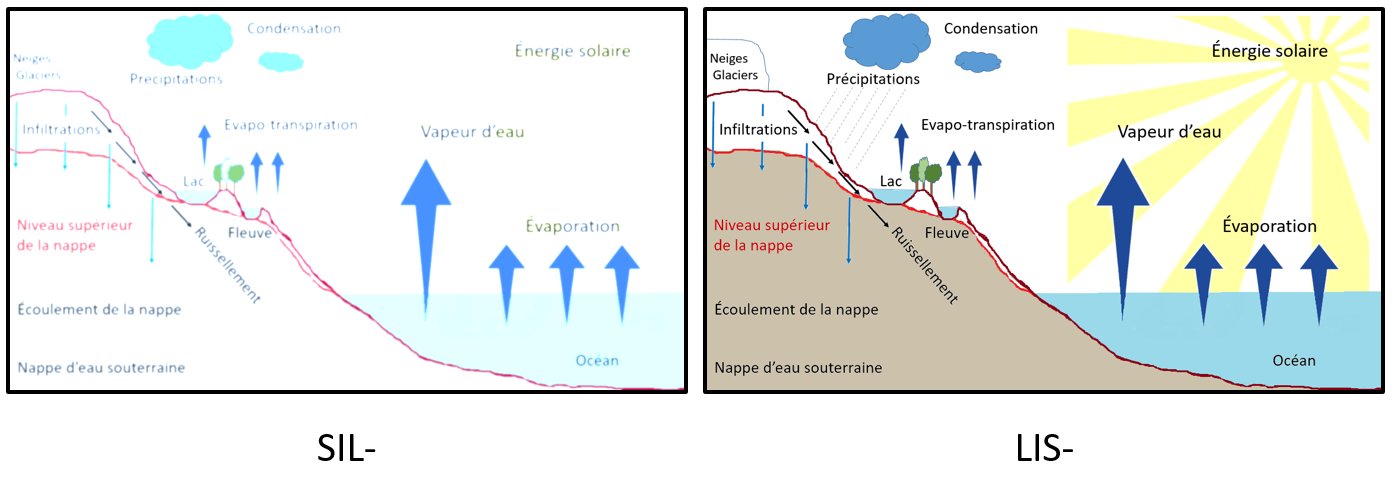 Condensation
Énergie solaire
Neiges
Glaciers
Précipitations
Infiltrations
Evapo transpiration
Vapeur d'eau
Lac
Niveau supérieur
de la nappe
Fleuve
Évaporation
Ruissellement
Écoulement de la nappe
Nappe d'eau souterraine
Océan
SIL-
Condensation
Énergie solaire
Neiges
Glaciers
Précipitations
Infiltrations
Evapo-transpiration
Vapeur d'eau
Lac
Niveau supérieur
de la nappe
Fleuve
Évaporation
Ruissellement
Écoulement de la nappe
Nappe d'eau souterraine
Océan
LIS-